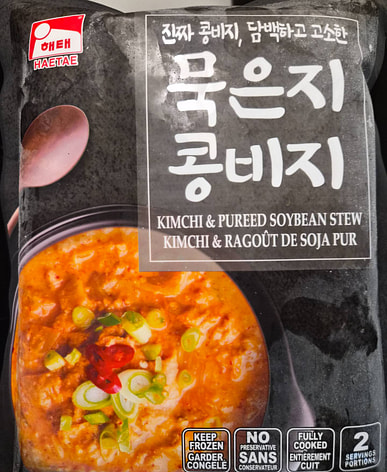 해태
HAETAE
진짜 콩비지, 담백하고 고소한
묵은지
콩비지
KIMCHI & PUREED SOYBEAN STEW
KIMCHI & RAGOÛT DE SOJA PUR
KEEP
FROZEN
GARDER
CONGELÉ
NO
PRESERVATIVE
SANS
CONSERVATEUR
FULLY
COOKED
ENTIÈREMENT
CUIT
2
SERVINGS
PORTIONS